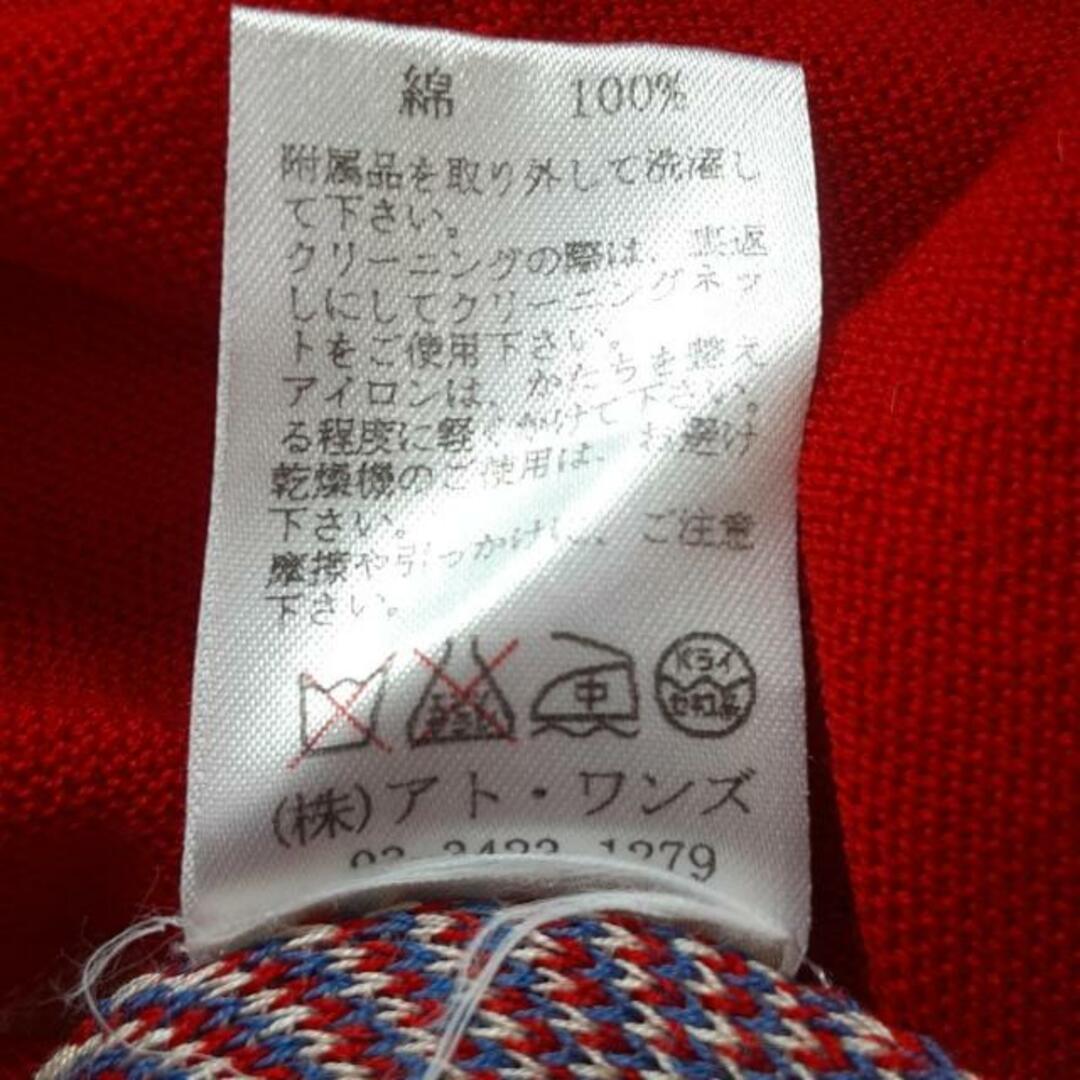 綿 100%
附属品を取り外して洗濯し
て下さい。
クリーニングの際は、裏返
しにしてクリーニングネッ
トをご使用下さい。
アイロンは、かたちを整え
る程度に軽くかけて下さい。
乾燥機のご使用は、お避け
下さい。
摩擦や引っかけに、ご注意
下さい。
中
ドライ
セキユ系
(株)アト・ワンズ
03-3423-1279